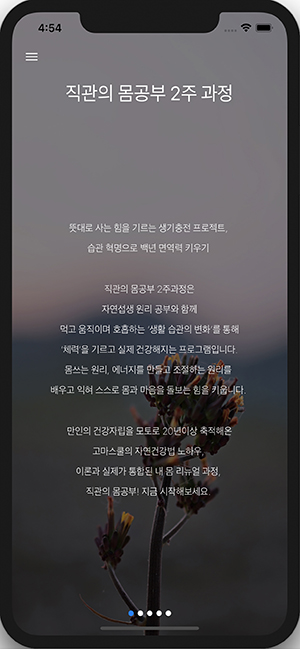 4:54
직관의 몸공부 2주 과정
뜻대로 사는 힘을 기르는 생기충전 프로젝트,
습관 혁명으로 백년 면역력 키우기
직관의 몸공부 2주과정은
자연섭생 원리 공부와 함께
먹고 움직이며 호흡하는 '생활 습관의 변화'를 통해
'체력'을 기르고 실제 건강해지는 프로그램입니다.
몸쓰는 원리, 에너지를 만들고 조절하는 원리를
배우고 익혀 스스로 몸과 마음을 돌보는 힘을 키웁니다.
만인의 건강자립을 모토로 20년이상 축적해온
고마스쿨의 자연건강법 노하우,
이론과 실제가 통합된 내 몸 리뉴얼 과정,
직관의 몸공부! 지금 시작해보세요